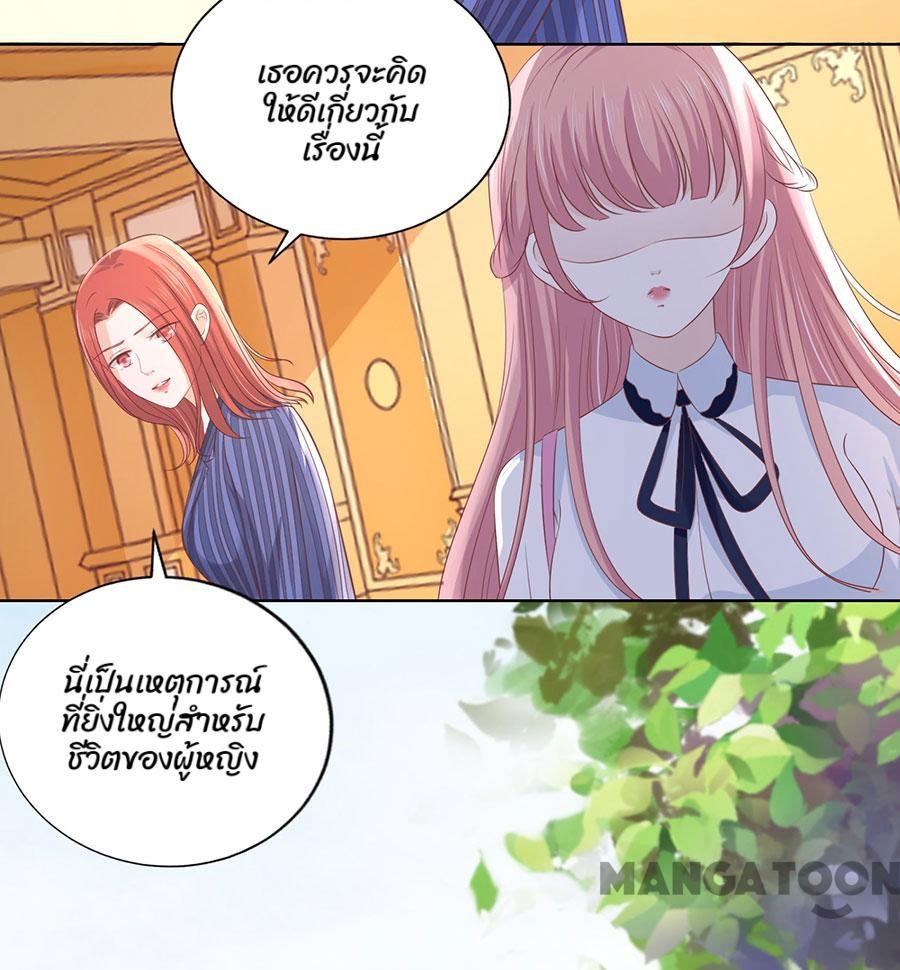 เธอควรจะคิด
ให้ดีเกี่ยวกับ
เรื่องนี้
นี่เป็นเหตุการณ์
ที่ยิ่งใหญ่สำหรับ
ชีวิตของผู้หญิง
MANGATOON